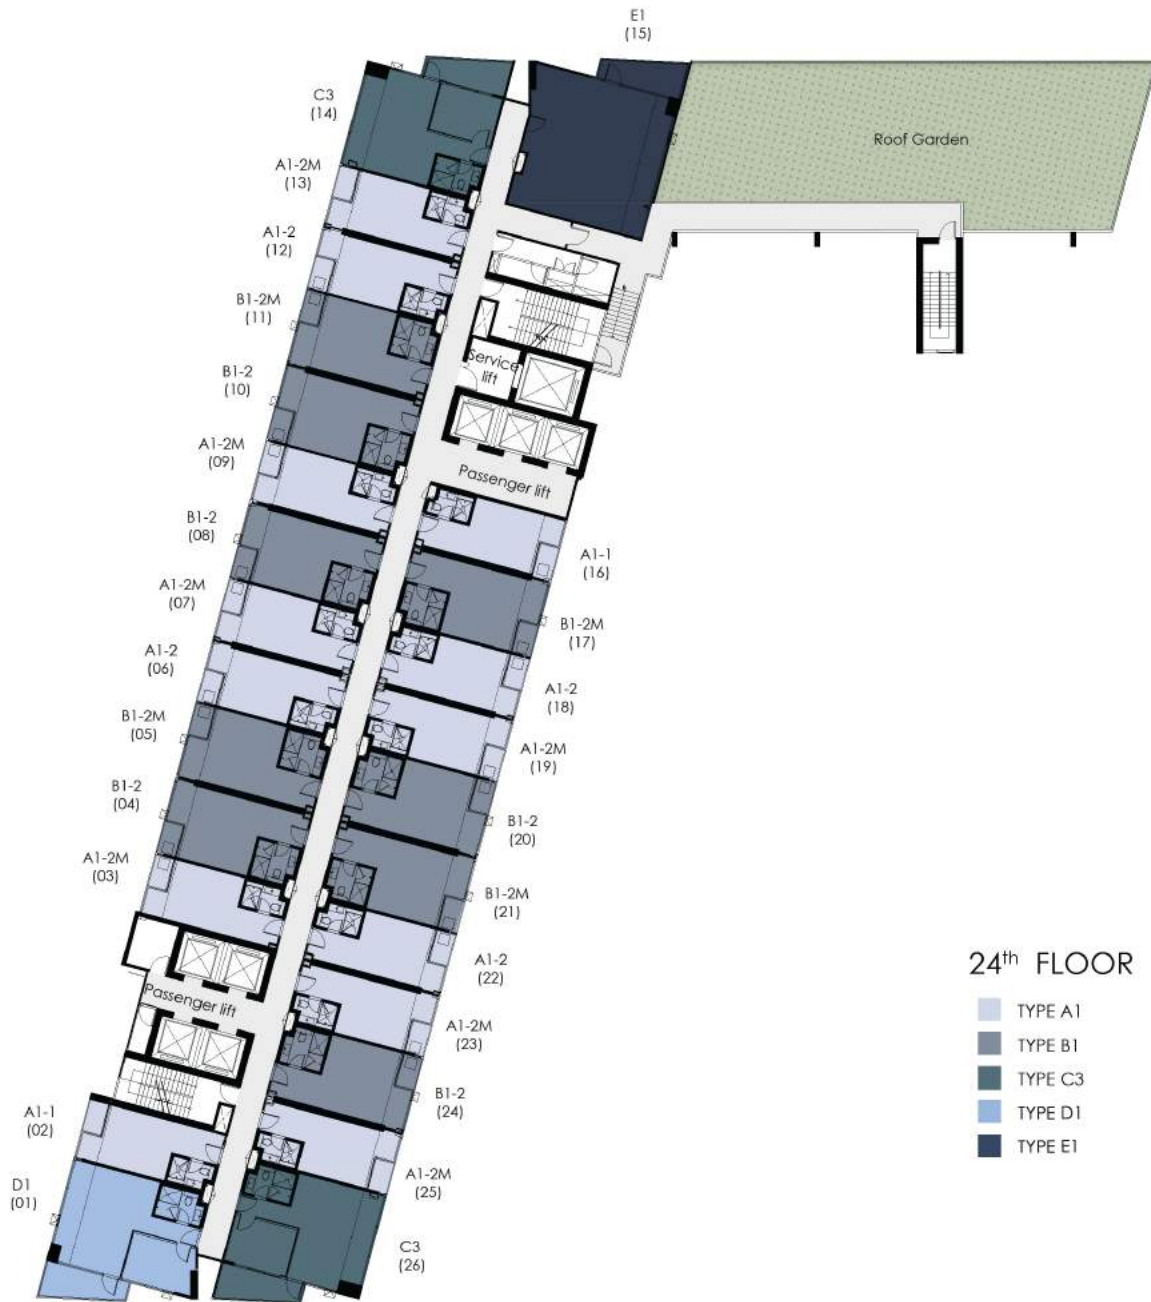 E1
(15)
C3
(14)
Roof Garden
A1-2M
(13)
A1-2
(12)
B1-2M
(11)
Service
lift
B1-2
(10)
A1-2M
(09)
Passenger lift
B1-2
(08)
A1-1
(16)
A1-2M
(07)
B1-2M
(17)
A1-2
(06)
A1-2
(18)
B1-2M
(05)
A1-2M
(19)
B1-2
(04)
B1-2
(20)
A1-2M
(03)
B1-2M
(21)
A1-2
(22)
Passenger lift
A1-2M
(23)
B1-2
(24)
A1-1
(02)
A1-2M
(25)
D1
(01)
C3
(26)
24th FLOOR
TYPE A1
TYPE B1
TYPE C3
TYPE D1
TYPE E1